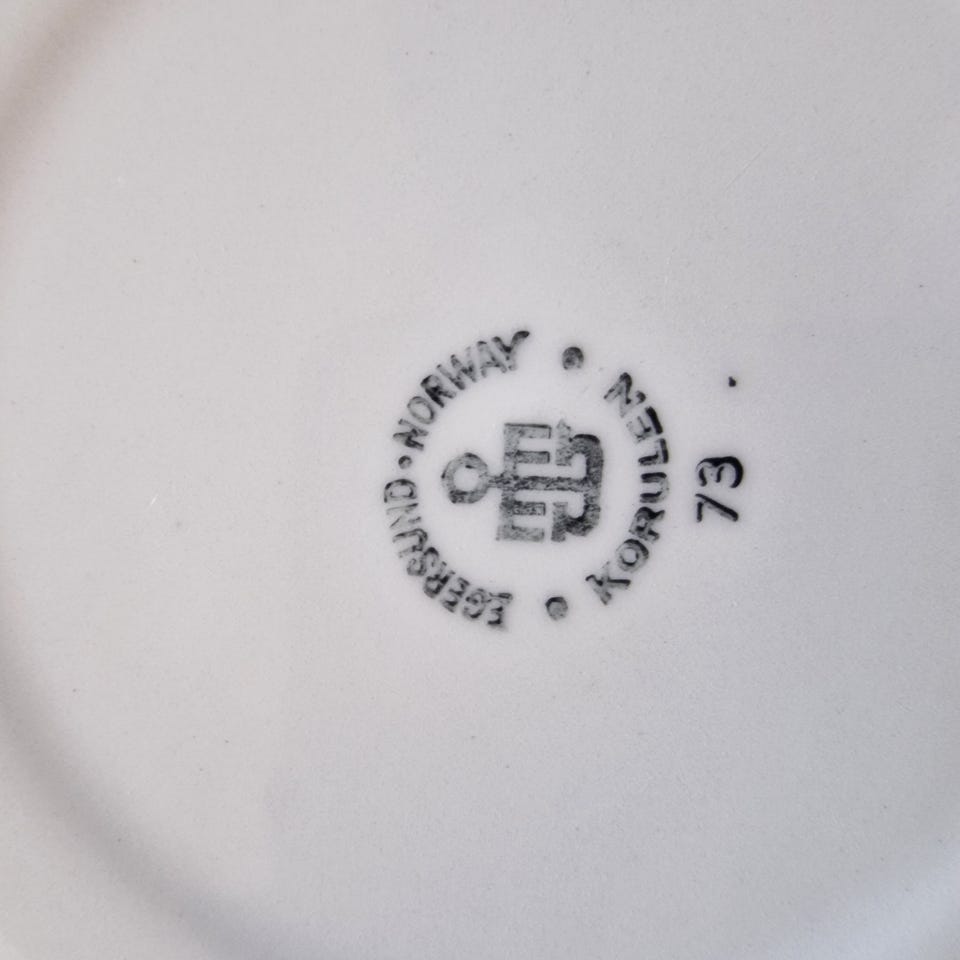 EGERSUND · NORWAY
KORULEN
73